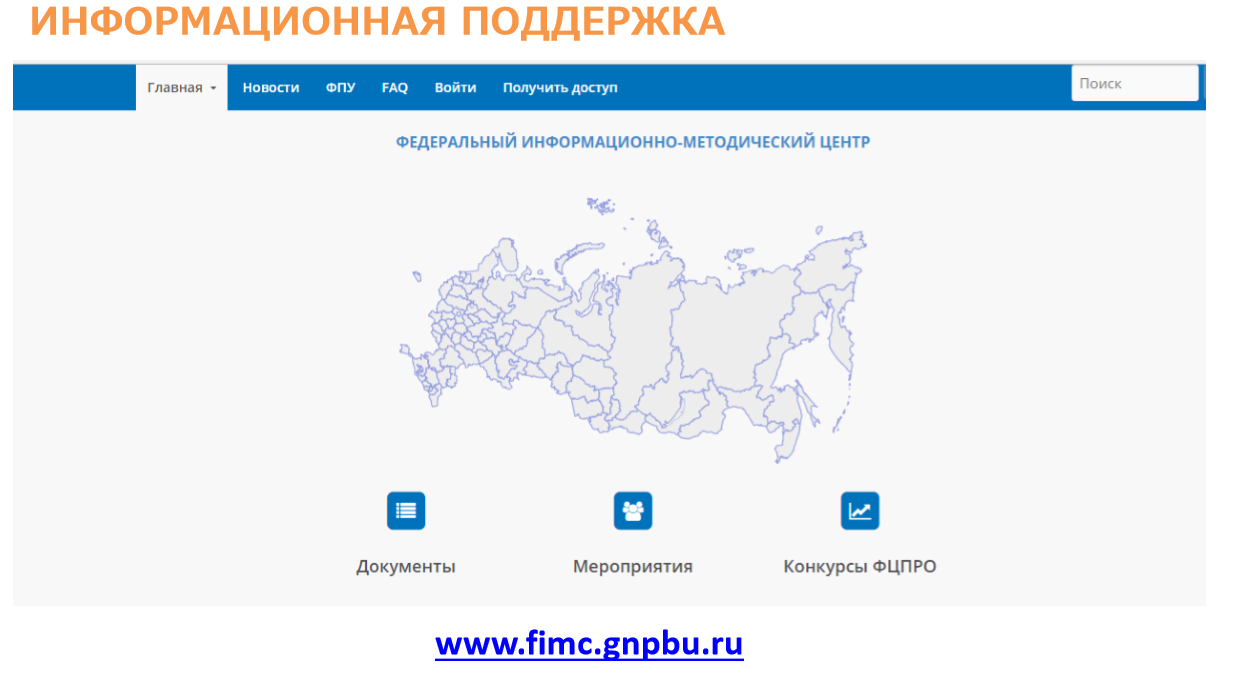 ИНФОРМАЦИОННАЯ ПОДДЕРЖКА
Главная Новости ФПУ FAQ Войти Получить доступ Поиск
ФЕДЕРАЛЬНЫЙ ИНФОРМАЦИОННО-МЕТОДИЧЕСКИЙ ЦЕНТР
Документы Мероприятия Конкурсы ФЦПРО
www.fimc.gnpbu.ru